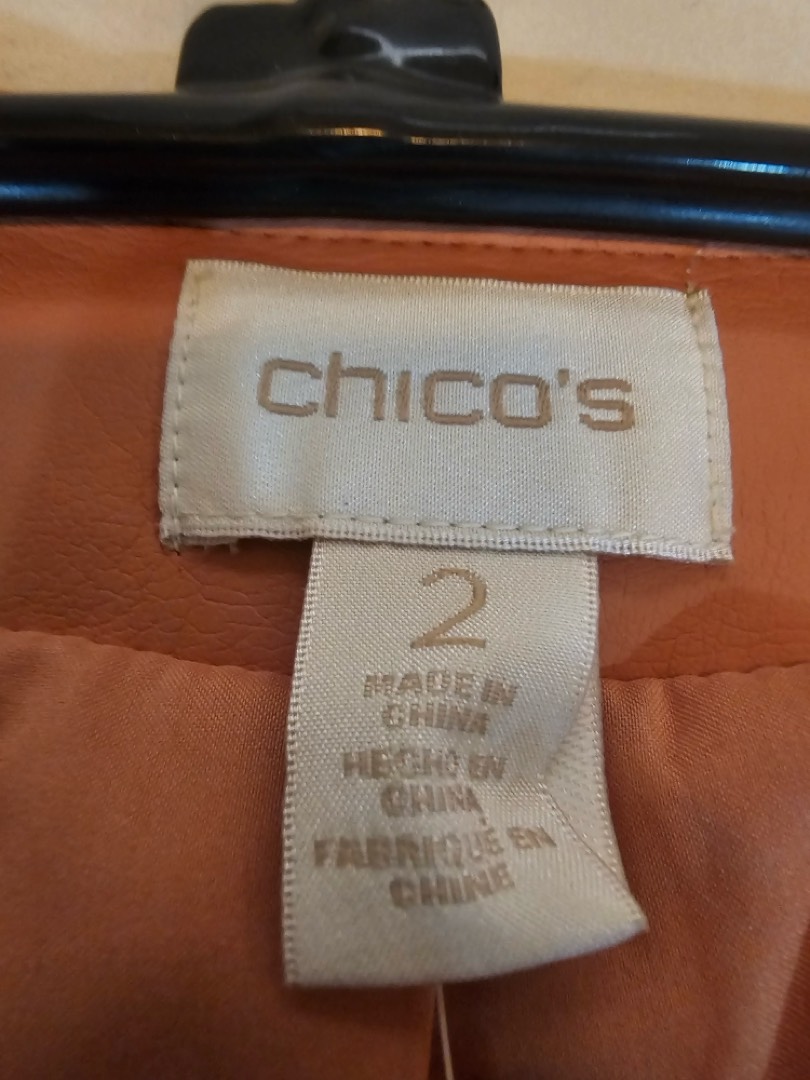 chico's
2
MADE IN
CHINA
HECHO EN
CHINA
FABRIQUÉ EN
CHINE